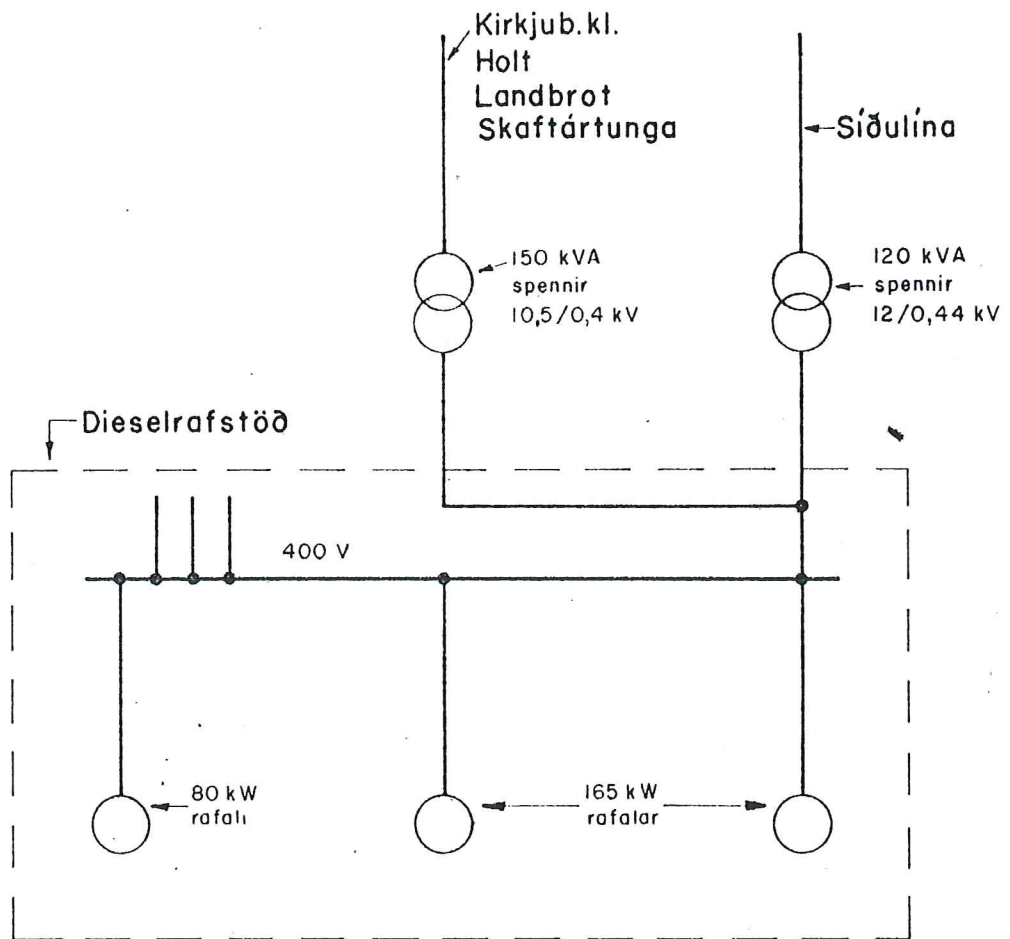 Kirkjub.kl.
Holt
Landbrot
Skaftártunga
Síðulína
150 kVA
spennir
10,5/0,4 kV
120 kVA
spennir
12/0,44 kV
Dieselrafstöð
400 V
80 kW
rafali
165 kW
rafalar